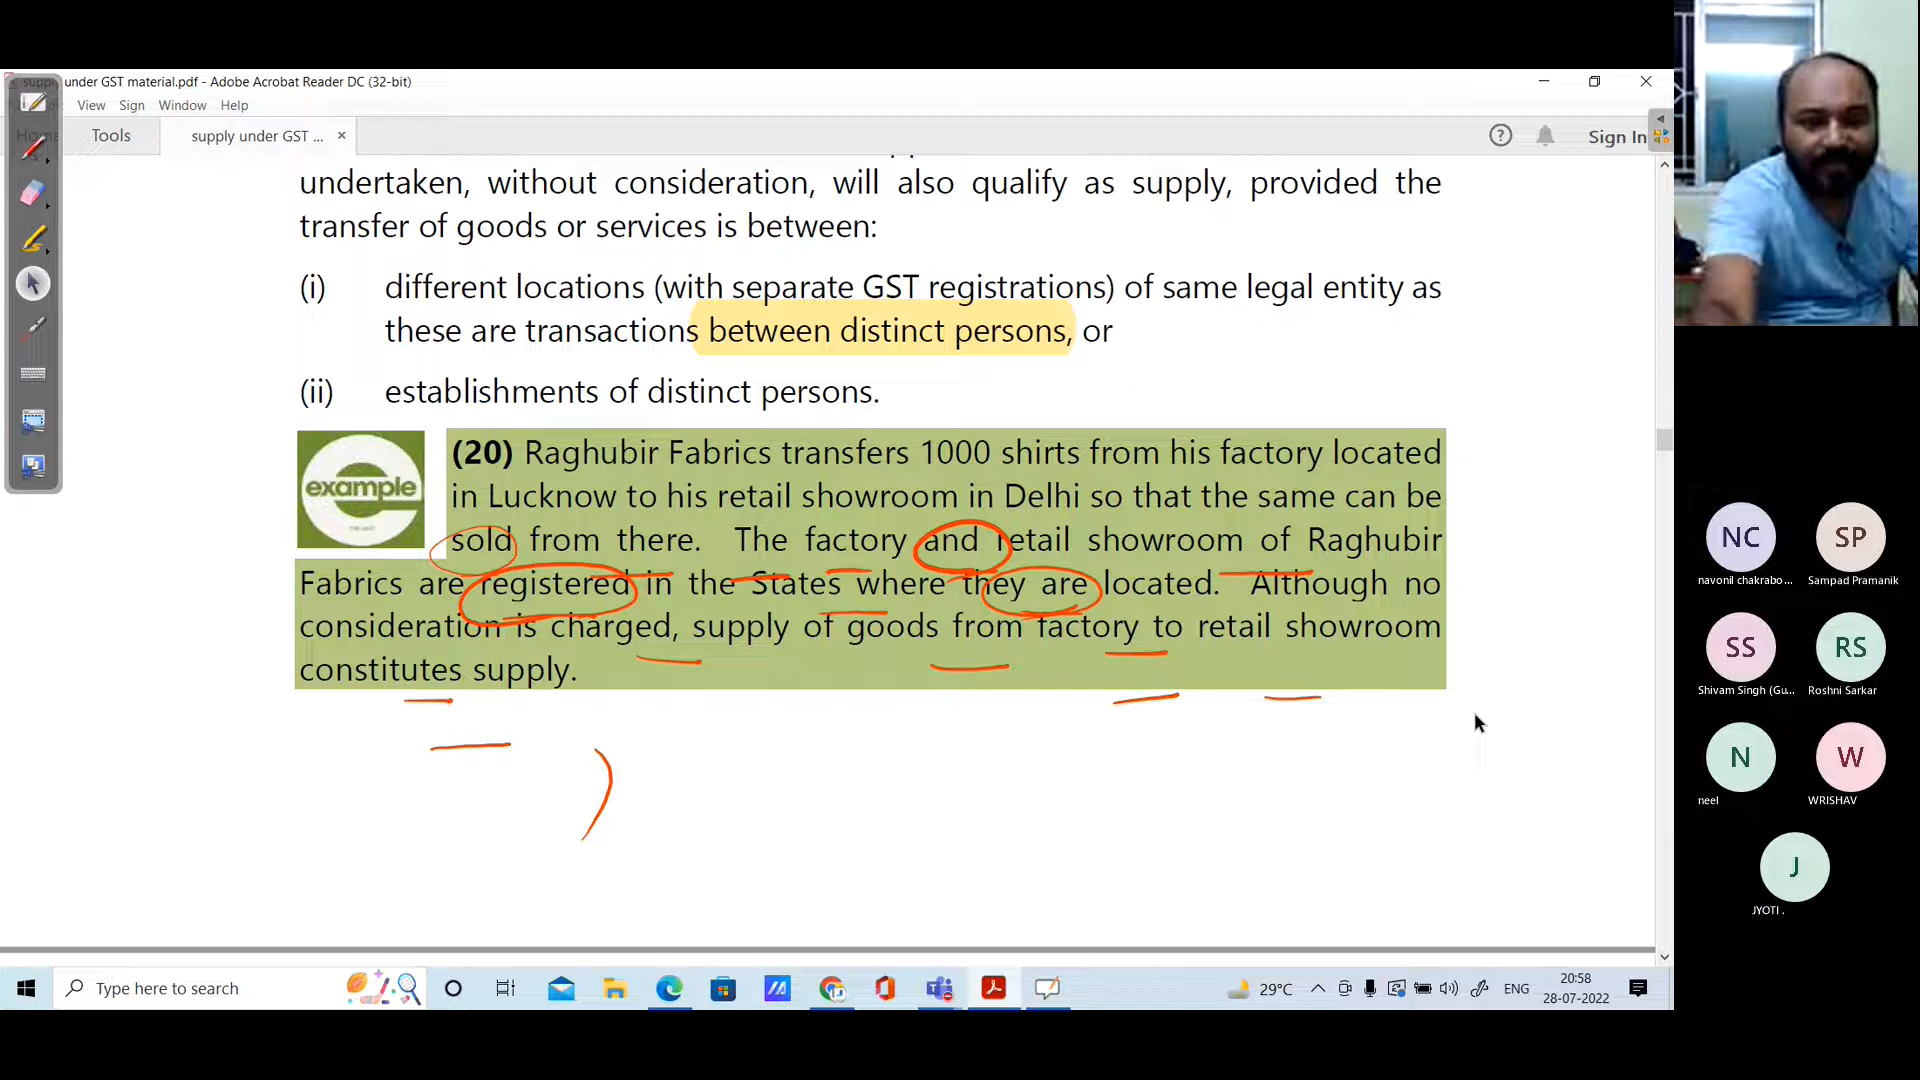 supply under GST material.pdf - Adobe Acrobat Reader DC (32-bit)
View Sign Window Help
Home Tools supply under GST ... × Sign In
undertaken, without consideration, will also qualify as supply, provided the
transfer of goods or services is between:
(i) different locations (with separate GST registrations) of same legal entity as
these are transactions between distinct persons, or
(ii) establishments of distinct persons.
example
(20) Raghubir Fabrics transfers 1000 shirts from his factory located
in Lucknow to his retail showroom in Delhi so that the same can be
sold from there. The factory and retail showroom of Raghubir
Fabrics are registered in the States where they are located. Although no
consideration is charged, supply of goods from factory to retail showroom
constitutes supply.
NC SP
navonil chakrabo... Sampad Pramanik
SS RS
Shivam Singh (Gu... Roshni Sarkar
N W
neel WRISHAV
J
JYOTI .
Type here to search
29°C ENG
20:58
28-07-2022